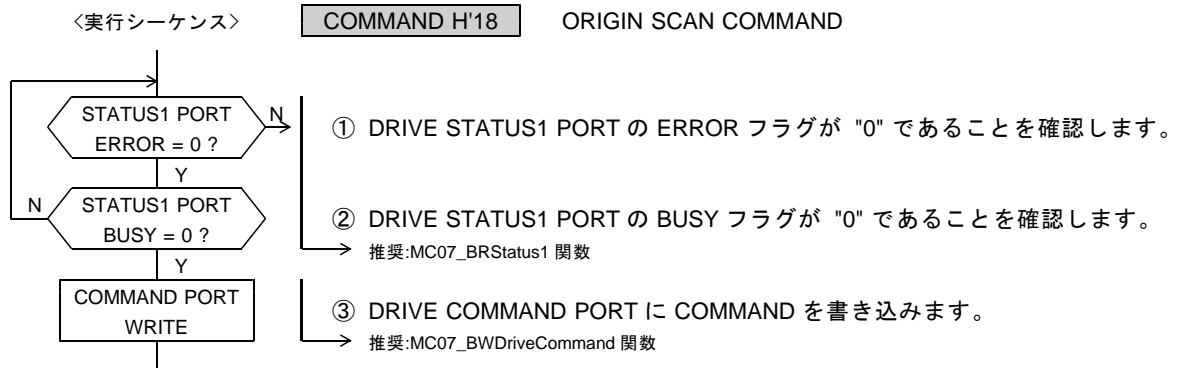 〈実行シーケンス〉 COMMAND H'18 ORIGIN SCAN COMMAND
STATUS1 PORT
ERROR = 0 ?
N
① DRIVE STATUS1 PORT の ERROR フラグが "0" であることを確認します。
Y
N
STATUS1 PORT
BUSY = 0 ?
② DRIVE STATUS1 PORT の BUSY フラグが "0" であることを確認します。
推奨:MC07_BRStatus1 関数
Y
COMMAND PORT
WRITE
③ DRIVE COMMAND PORT に COMMAND を書き込みます。
推奨:MC07_BWDriveCommand 関数